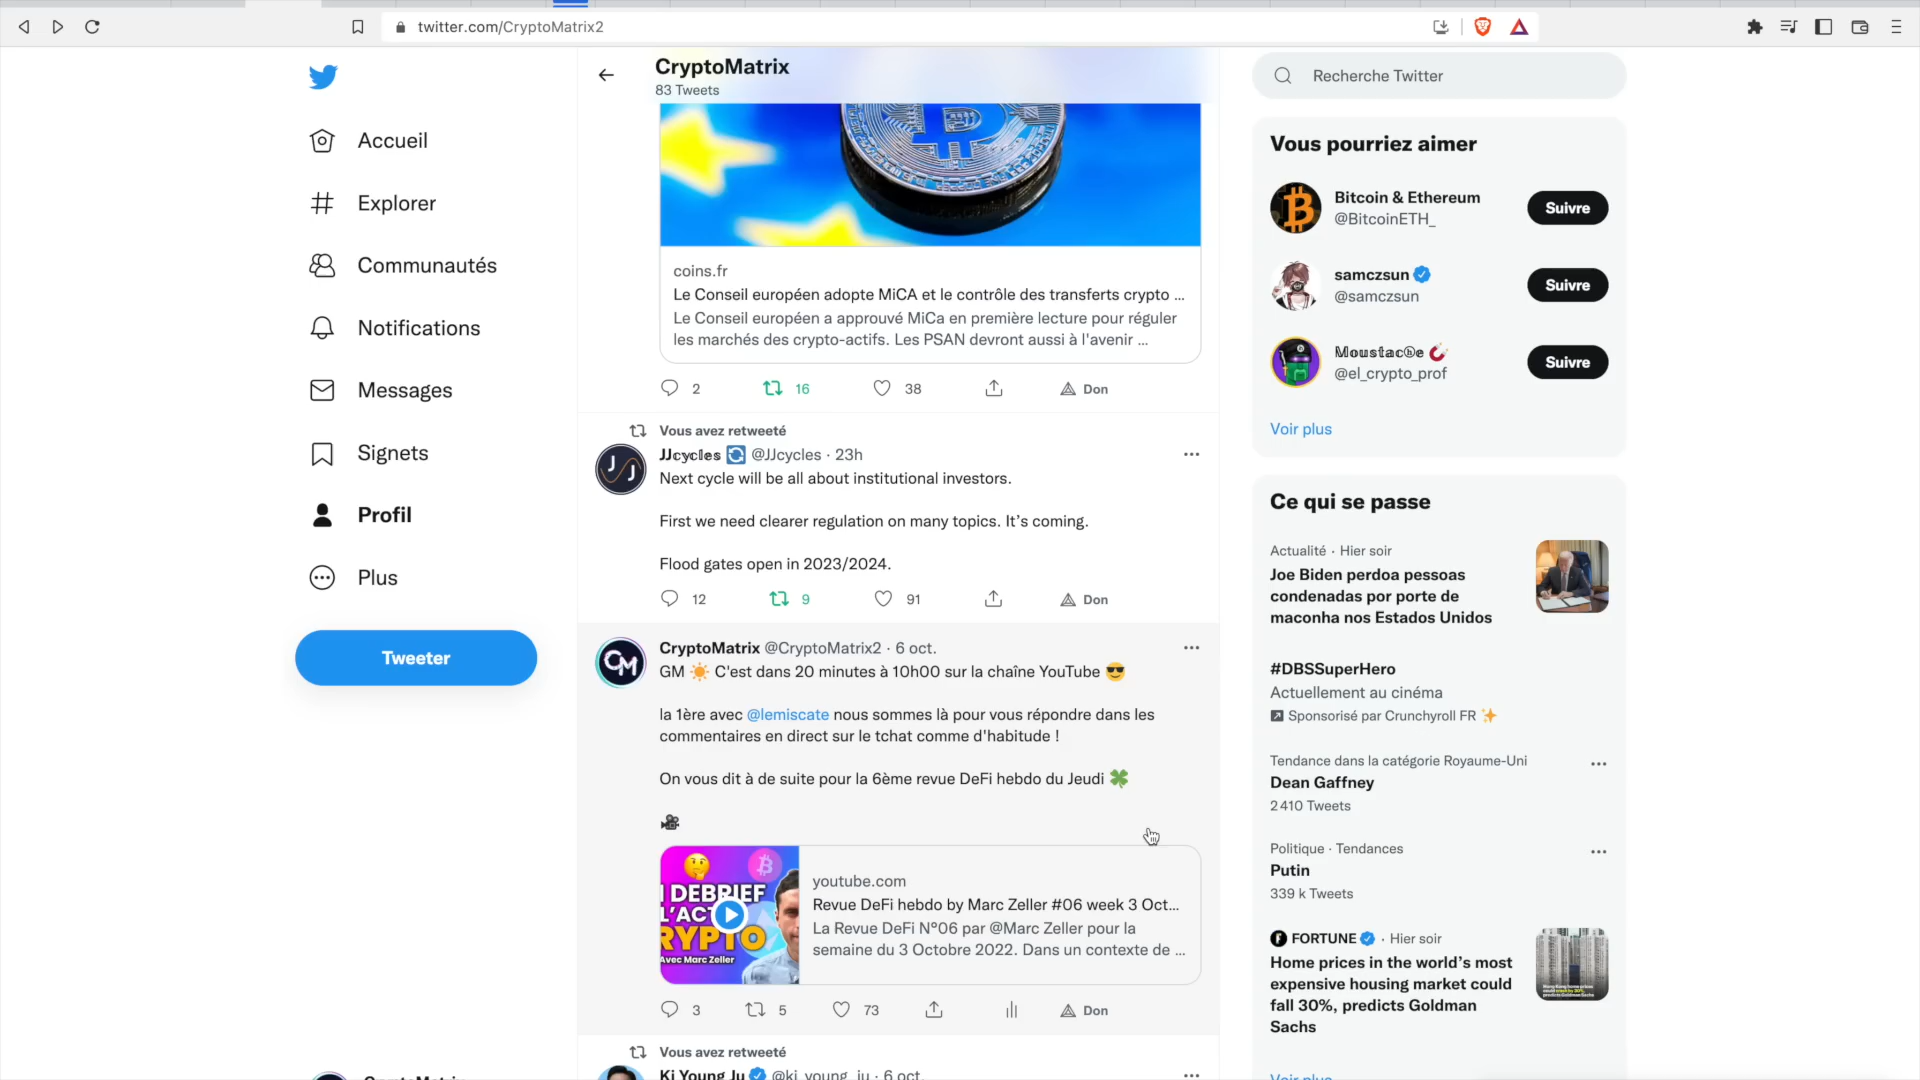 twitter.com/CryptoMatrix2
Accueil
Explorer
Communautés
Notifications
Messages
Signets
Profil
Plus
Tweeter
CryptoMatrix
83 Tweets
coins.fr
Le Conseil européen adopte MiCA et le contrôle des transferts crypto ...
Le Conseil européen a approuvé MiCa en première lecture pour réguler
les marchés des crypto-actifs. Les PSAN devront aussi à l'avenir ...
2 16 38 Don
Vous avez retweeté
JJcycles 🔄 @JJcycles · 23h
Next cycle will be all about institutional investors.
First we need clearer regulation on many topics. It's coming.
Flood gates open in 2023/2024.
12 9 91 Don
CryptoMatrix @CryptoMatrix2 · 6 oct.
GM ☀️ C'est dans 20 minutes à 10h00 sur la chaîne YouTube 😎
la 1ère avec @lemiscate nous sommes là pour vous répondre dans les
commentaires en direct sur le tchat comme d'habitude !
On vous dit à de suite pour la 6ème revue DeFi hebdo du Jeudi 🍀
🎥
DEBRIEF
L'ACT
RYPTO
Avec Marc Zeller
youtube.com
Revue DeFi hebdo by Marc Zeller #06 week 3 Oct...
La Revue DeFi N°06 par @Marc Zeller pour la
semaine du 3 Octobre 2022. Dans un contexte de ...
3 5 73 Don
Vous avez retweeté
Ki Young Ju @ki_young_ju · 6 oct.
Recherche Twitter
Vous pourriez aimer
Bitcoin & Ethereum
@BitcoinETH_
Suivre
samczsun
@samczsun
Suivre
Moustacⓗe 🧲
@el_crypto_prof
Suivre
Voir plus
Ce qui se passe
Actualité · Hier soir
Joe Biden perdoa pessoas
condenadas por porte de
maconha nos Estados Unidos
#DBSSuperHero
Actuellement au cinéma
Sponsorisé par Crunchyroll FR ✨
Tendance dans la catégorie Royaume-Uni
Dean Gaffney
2 410 Tweets
Politique · Tendances
Putin
339 k Tweets
FORTUNE · Hier soir
Home prices in the world's most
expensive housing market could
fall 30%, predicts Goldman
Sachs
Voir plus